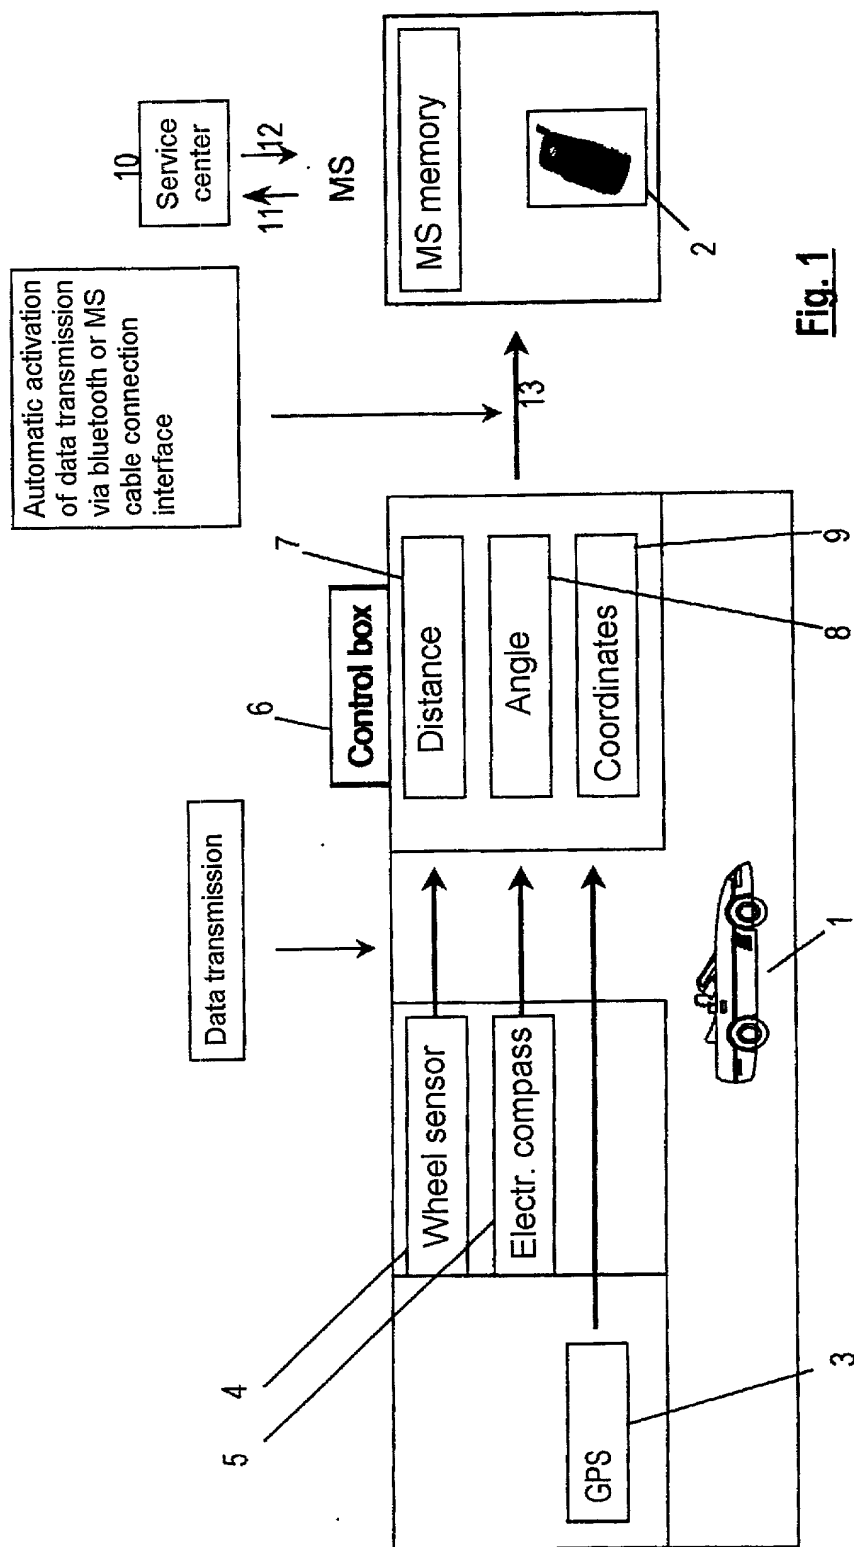 Automatic activation
of data transmission
via bluetooth or MS
cable connection
interface
10
Service
center
11
12
MS
Data transmission
6
Control box
7
4
5
Wheel sensor
Electr. compass
GPS
3
Distance
Angle
Coordinates
8
9
13
MS memory
2
1
Fig. 1